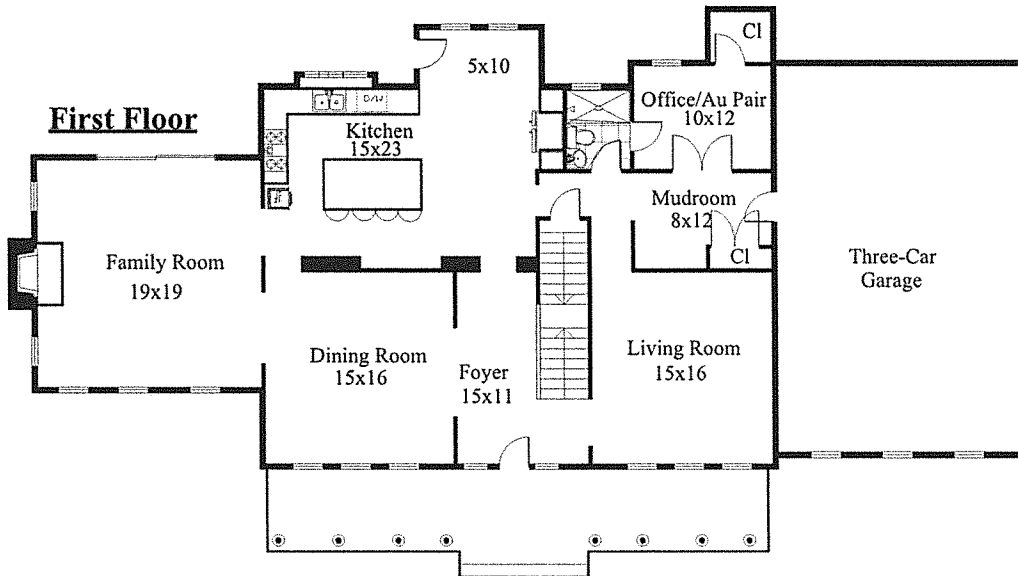 First Floor
Cl
5x10
Office/Au Pair
10x12
D/W
Kitchen
15x23
Mudroom
8x12
Cl
Family Room
19x19
Three-Car
Garage
Dining Room
15x16
Foyer
15x11
Living Room
15x16